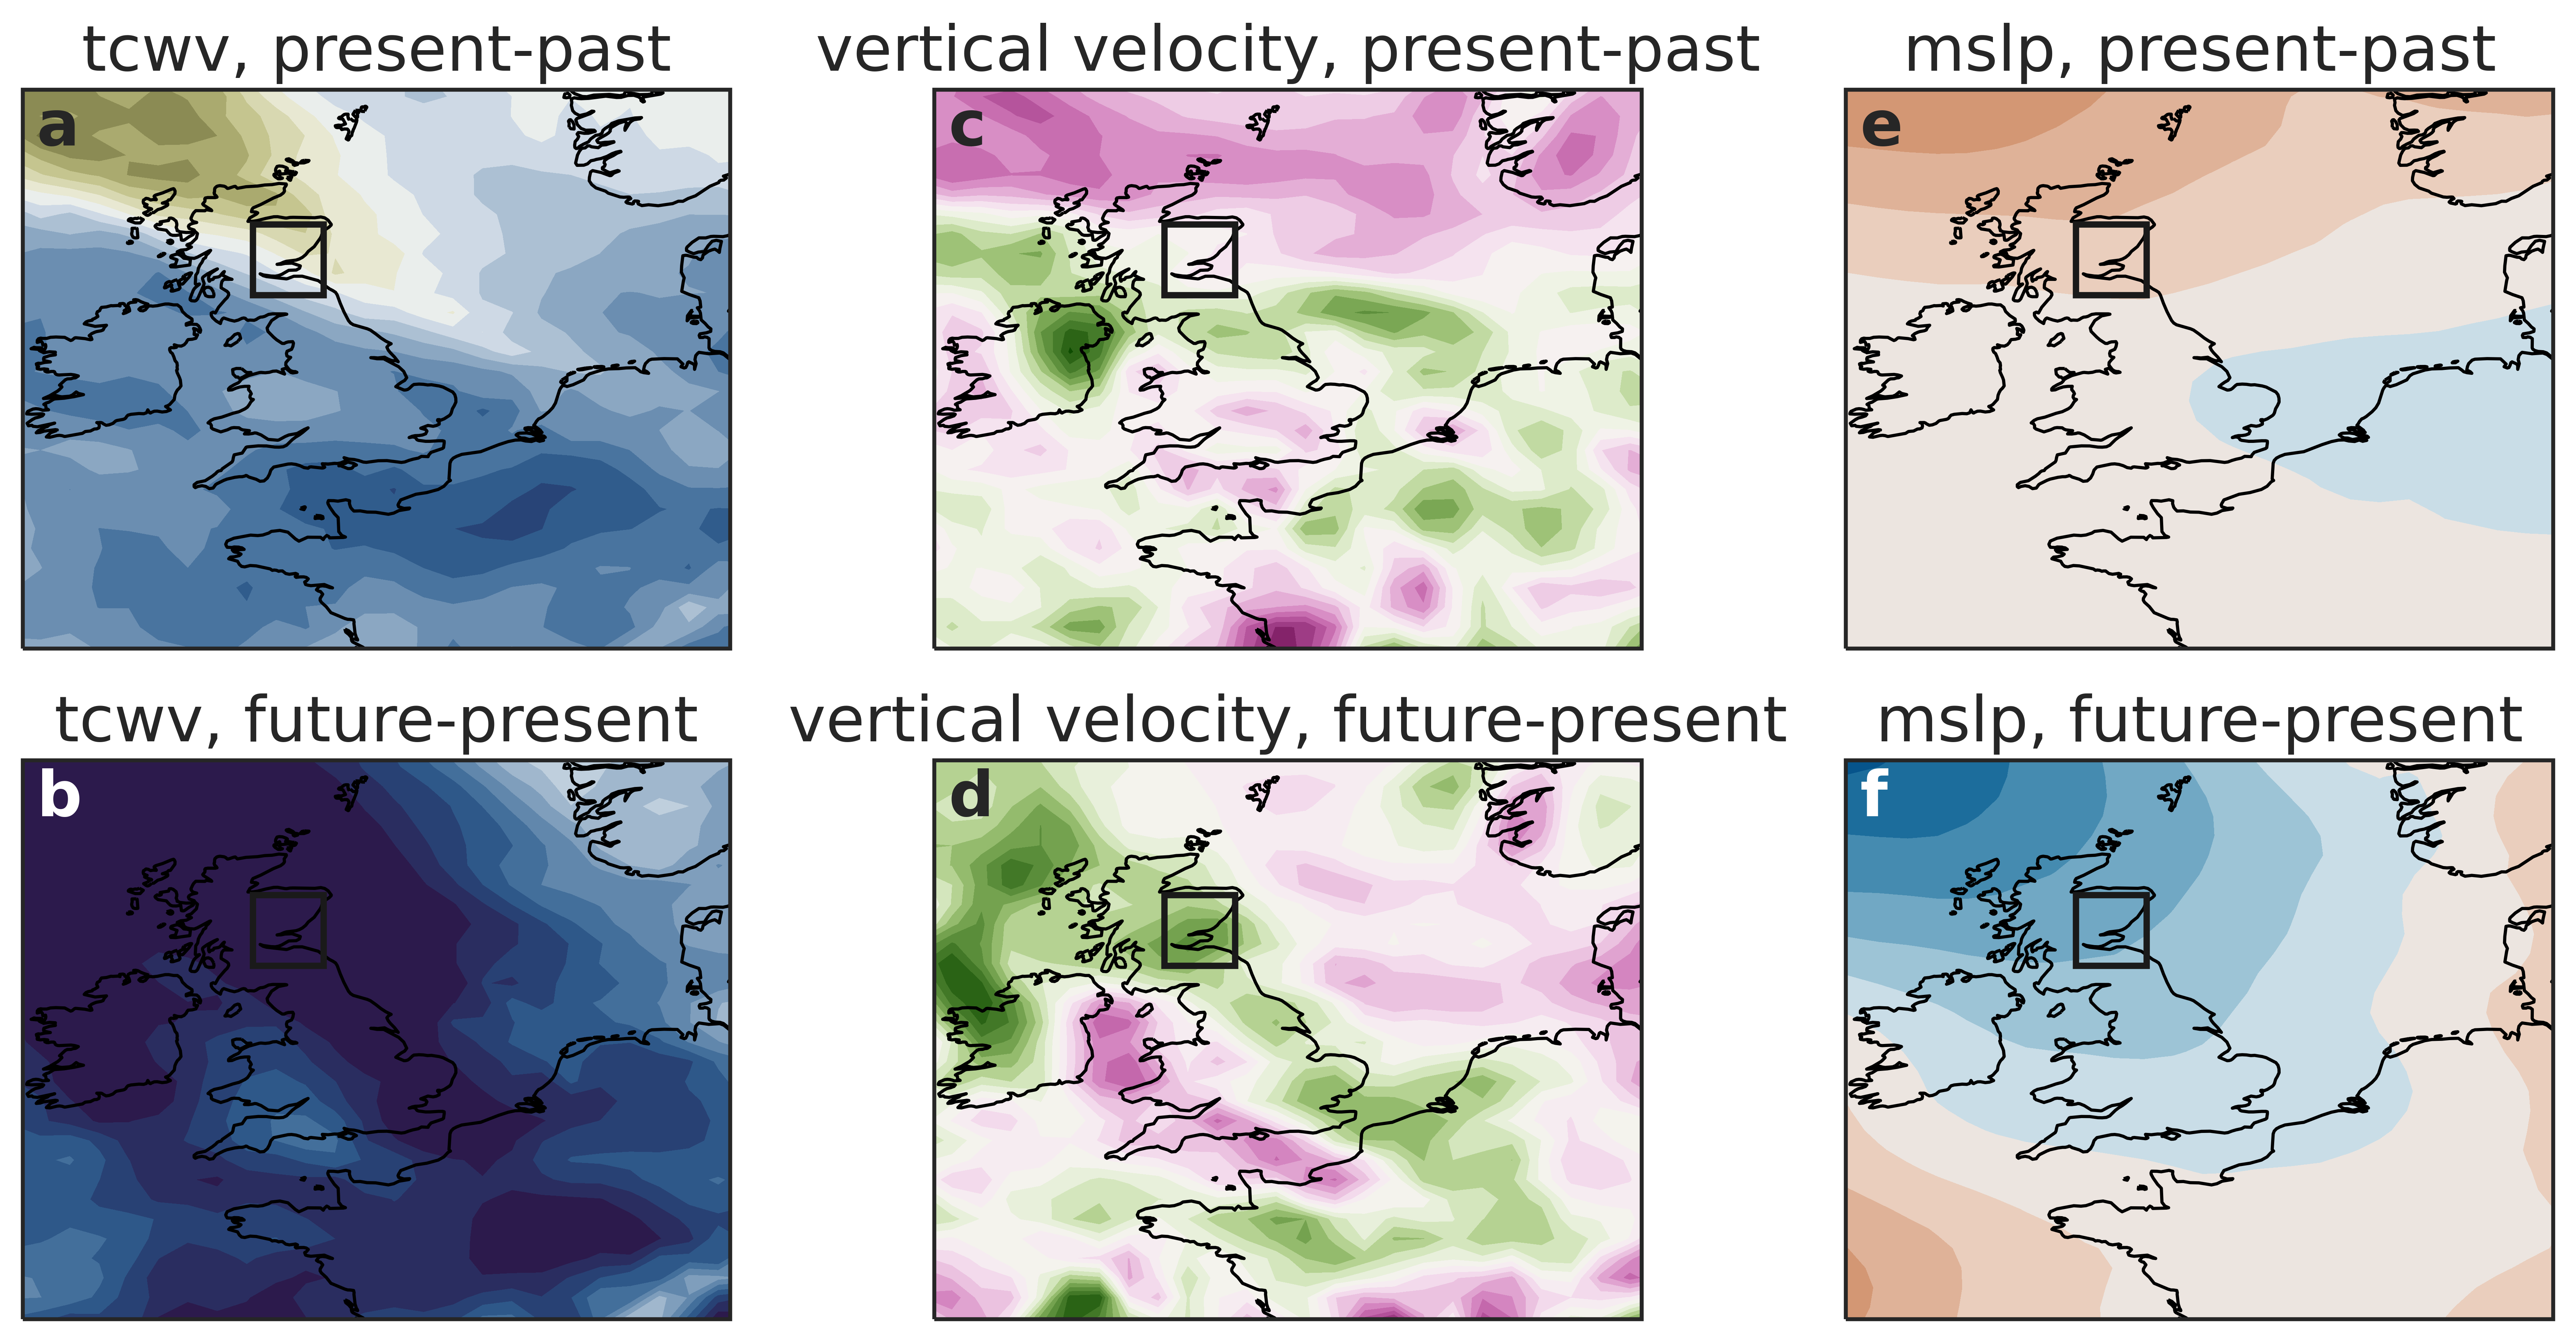 tcwv, present-past
vertical velocity, present-past
mslp, present-past
a
c
e
tcwv, future-present
vertical velocity, future-present
mslp, future-present
b
d
f